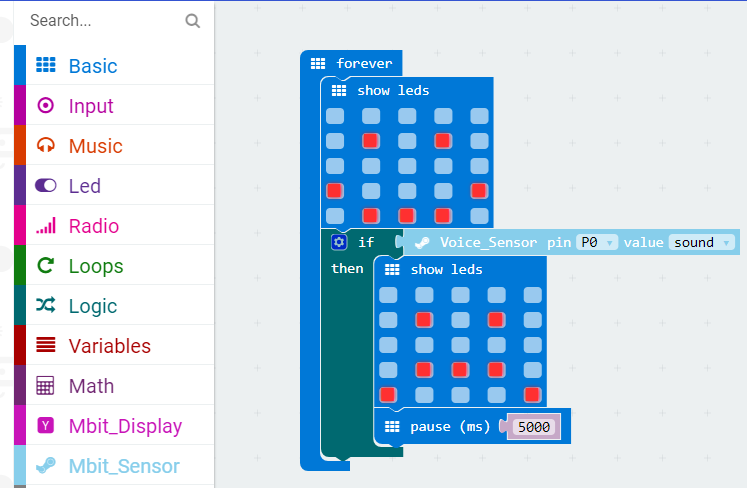 Search...
Basic
Input
Music
Led
Radio
Loops
Logic
Variables
Math
Mbit_Display
Mbit_Sensor
forever
show leds
if Voice_Sensor pin P0 value sound
then show leds
pause (ms) 5000